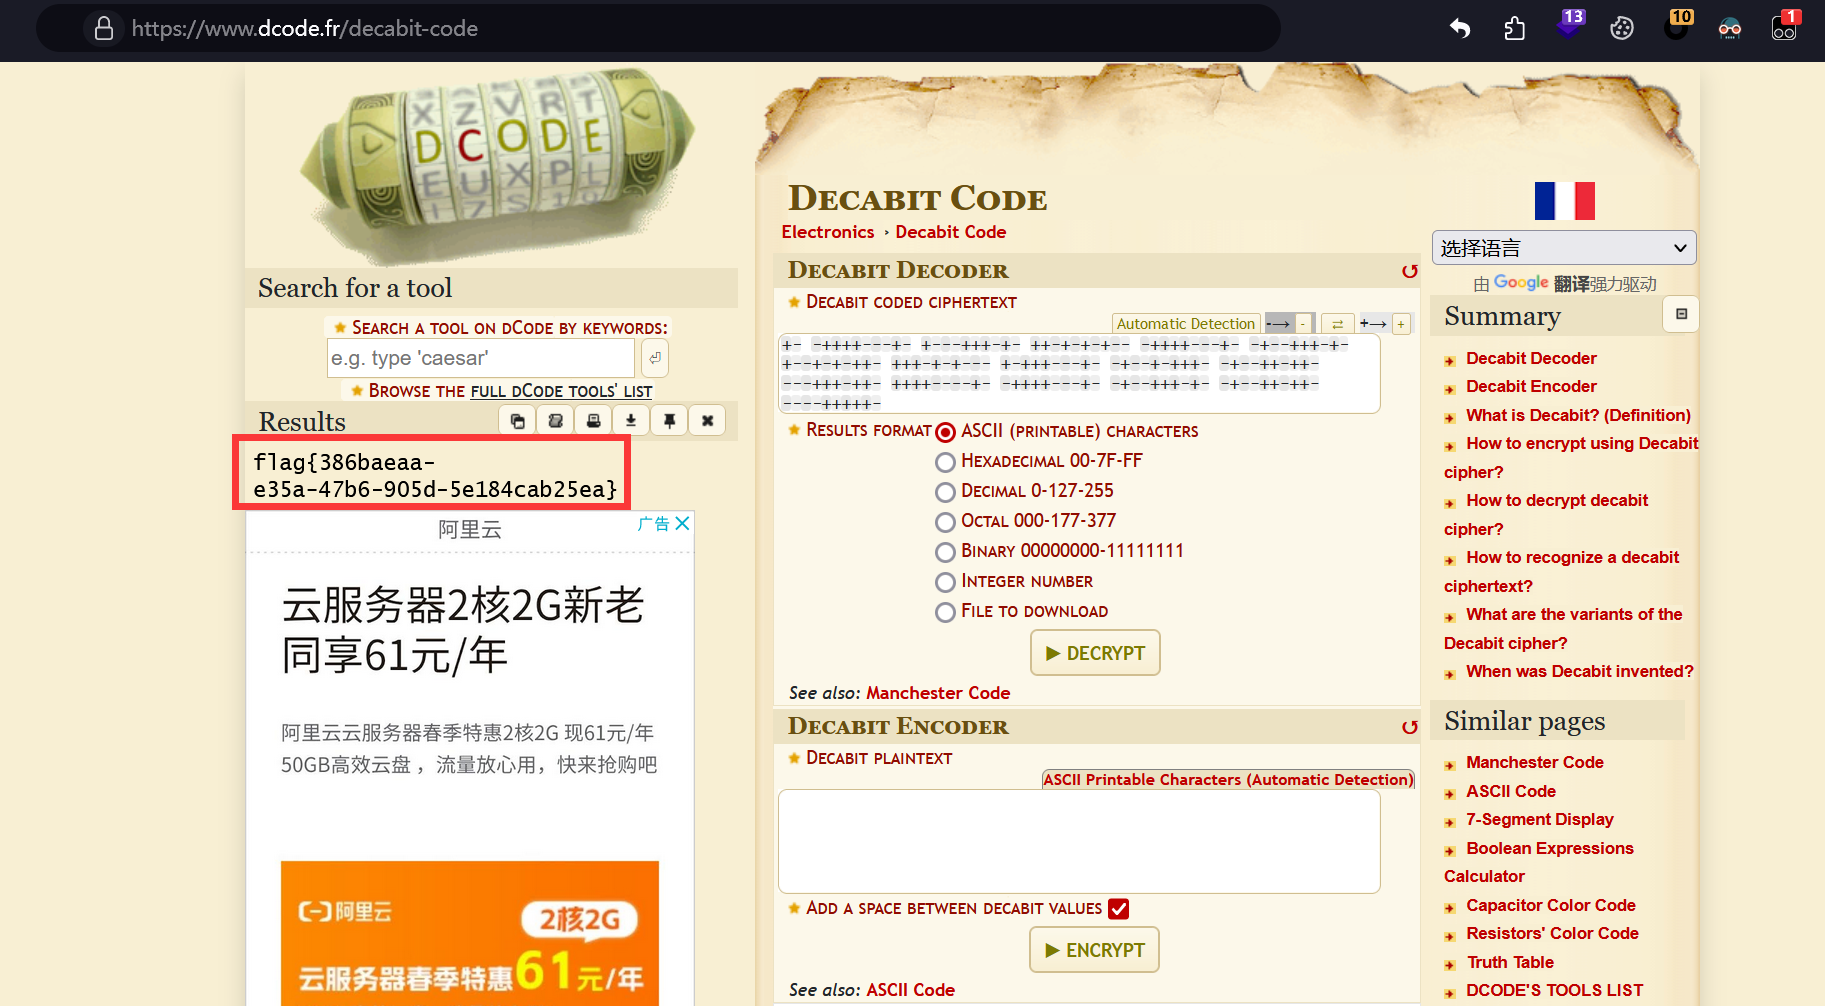 https://www.dcode.fr/decabit-code
13
10
1
XZVRT
DCODE
EUXPL
Search for a tool
★ SEARCH A TOOL ON DCODE BY KEYWORDS:
e.g. type 'caesar'
★ BROWSE THE FULL DCODE TOOLS' LIST
Results
flag{386baeaa-
e35a-47b6-905d-5e184cab25ea}
阿里云
广告
云服务器2核2G新老
同享61元/年
阿里云云服务器春季特惠2核2G 现61元/年
50GB高效云盘 ，流量放心用，快来抢购吧
阿里云
2核2G
云服务器春季特惠61元/年
DECABIT CODE
Electronics › Decabit Code
DECABIT DECODER
★ DECABIT CODED CIPHERTEXT
Automatic Detection
+- -++++---+- +---+++-+- ++-+-+-+-- -++++---+- -+--+++-+-
+--+-+-++- +++-+-+--- +-+++---+- -+--+-+++- -+--++-++-
---+++-++- ++++----+- -++++---+- -+--+++-+- -+--++-++-
----+++++-
★ RESULTS FORMAT
ASCII (PRINTABLE) CHARACTERS
HEXADECIMAL 00-7F-FF
DECIMAL 0-127-255
OCTAL 000-177-377
BINARY 00000000-11111111
INTEGER NUMBER
FILE TO DOWNLOAD
▶ DECRYPT
See also: Manchester Code
DECABIT ENCODER
★ DECABIT PLAINTEXT
ASCII Printable Characters (Automatic Detection)
★ ADD A SPACE BETWEEN DECABIT VALUES
▶ ENCRYPT
See also: ASCII Code
选择语言
由 Google 翻译强力驱动
Summary
Decabit Decoder
Decabit Encoder
What is Decabit? (Definition)
How to encrypt using Decabit
cipher?
How to decrypt decabit
cipher?
How to recognize a decabit
ciphertext?
What are the variants of the
Decabit cipher?
When was Decabit invented?
Similar pages
Manchester Code
ASCII Code
7-Segment Display
Boolean Expressions
Calculator
Capacitor Color Code
Resistors' Color Code
Truth Table
DCODE'S TOOLS LIST